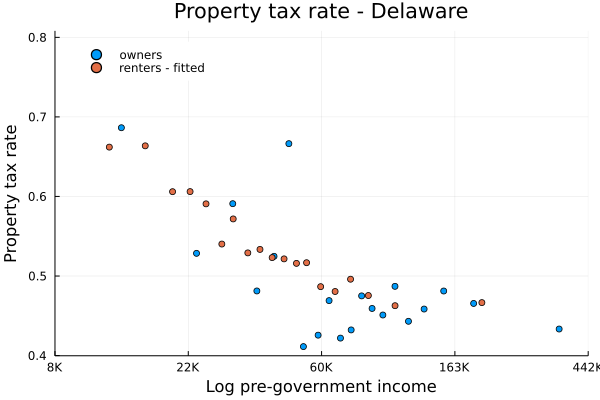 Property tax rate - Delaware
0.8
owners
renters - fitted
0.7
0.6
0.5
0.4
Property tax rate
8K 22K 60K 163K 442K
Log pre-government income